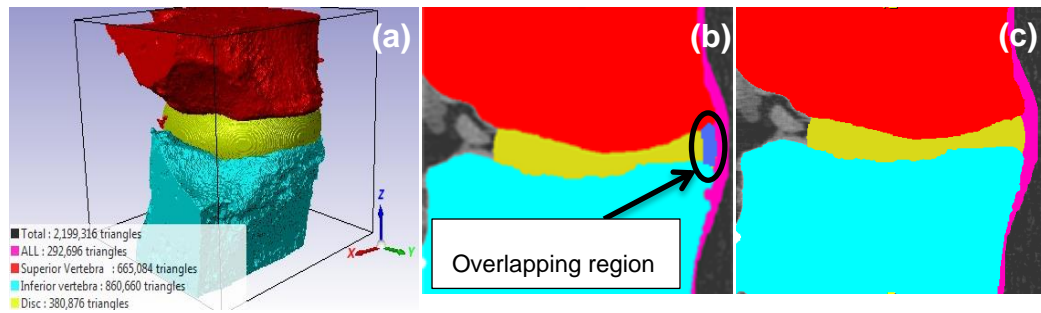 (a)
Z
X
Y
Total : 2,199,316 triangles
ALL : 292,696 triangles
Superior Vertebra : 665,084 triangles
Inferior vertebra : 860,660 triangles
Disc : 380,876 triangles
(b)
Overlapping region
(c)